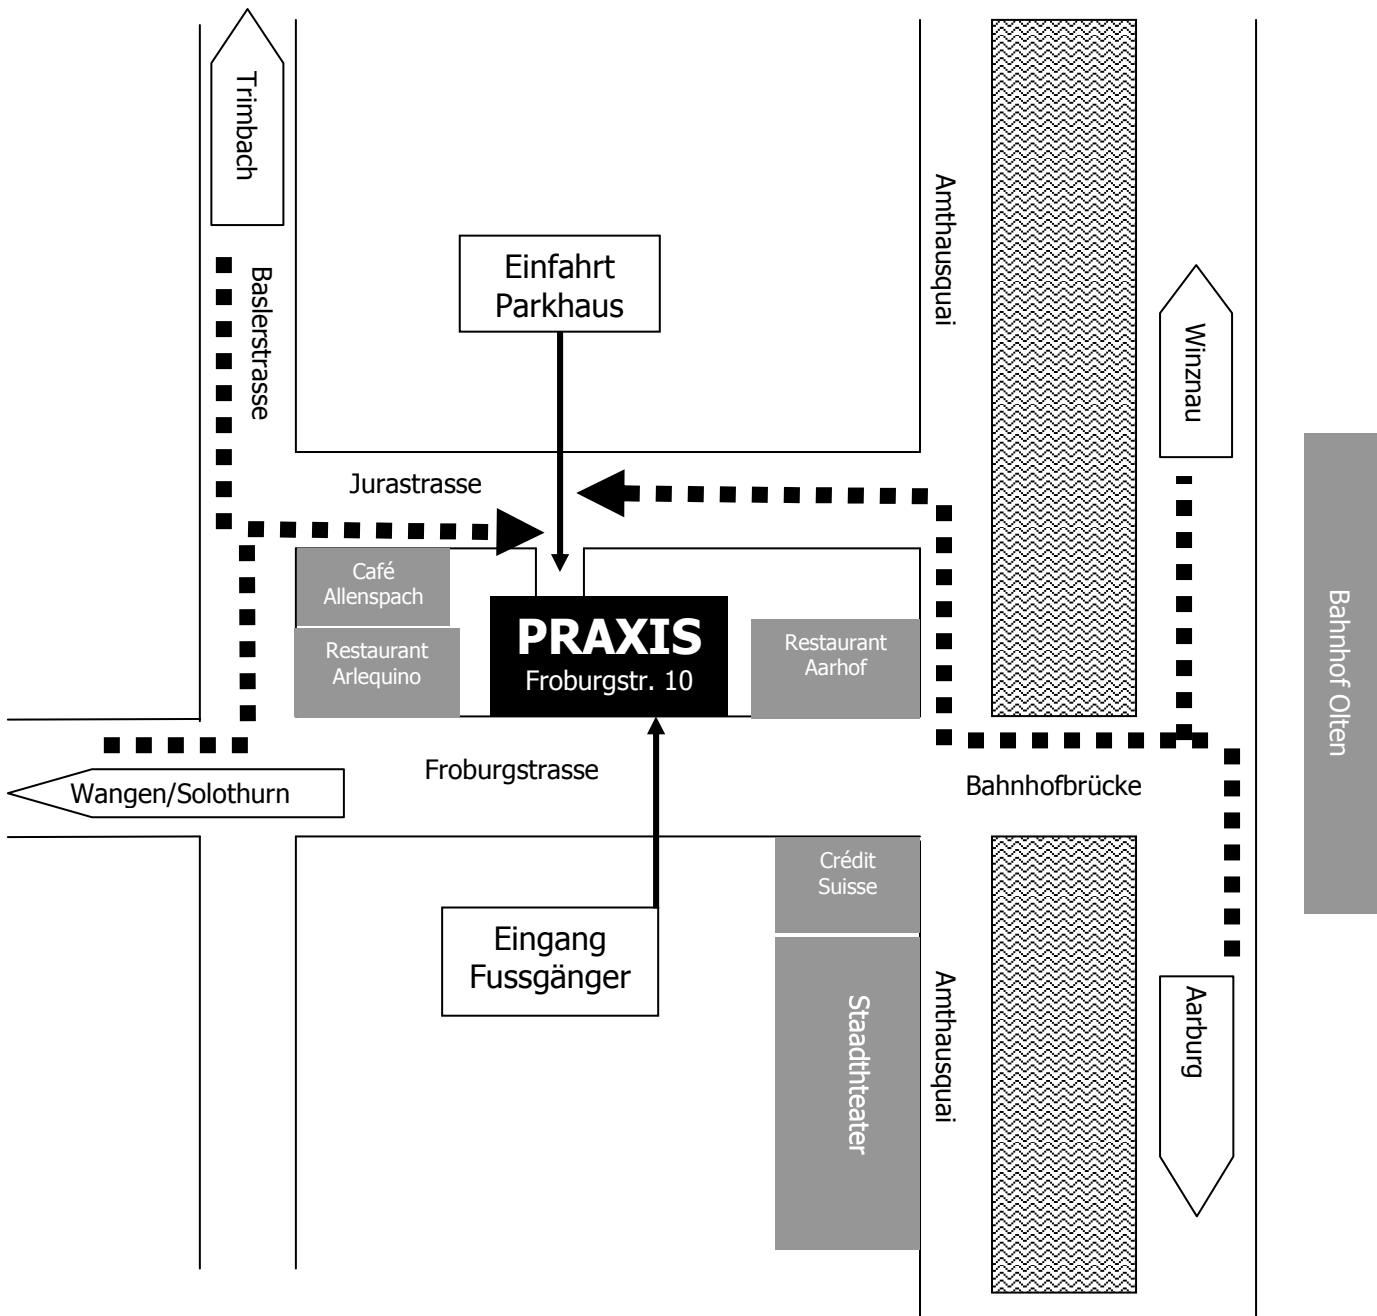 Trimbach
Baslerstrasse
Einfahrt
Parkhaus
Amthausquai
Winznau
Jurastrasse
Café
Allenspach
Restaurant
Arlequino
PRAXIS
Froburgstr. 10
Restaurant
Aarhof
Bahnhof Olten
Froburgstrasse
Bahnhofbrücke
Wangen/Solothurn
Crédit
Suisse
Eingang
Fussgänger
Staadthteater
Amthausquai
Aarburg